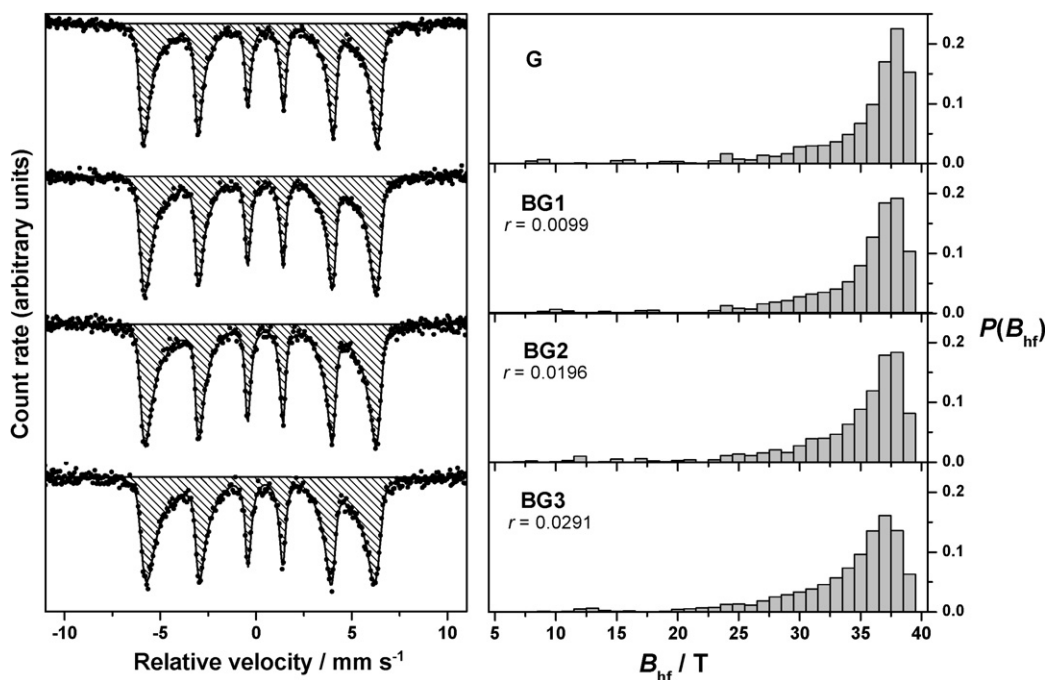 Count rate (arbitrary units)
-10 -5 0 5 10
Relative velocity / mm s⁻¹
G
0.2
0.1
0.0
BG1
r = 0.0099
0.2
0.1
0.0
BG2
r = 0.0196
0.2
0.1
0.0
BG3
r = 0.0291
0.2
0.1
0.0
5 10 15 20 25 30 35 40
B_hf / T
P(B_hf)